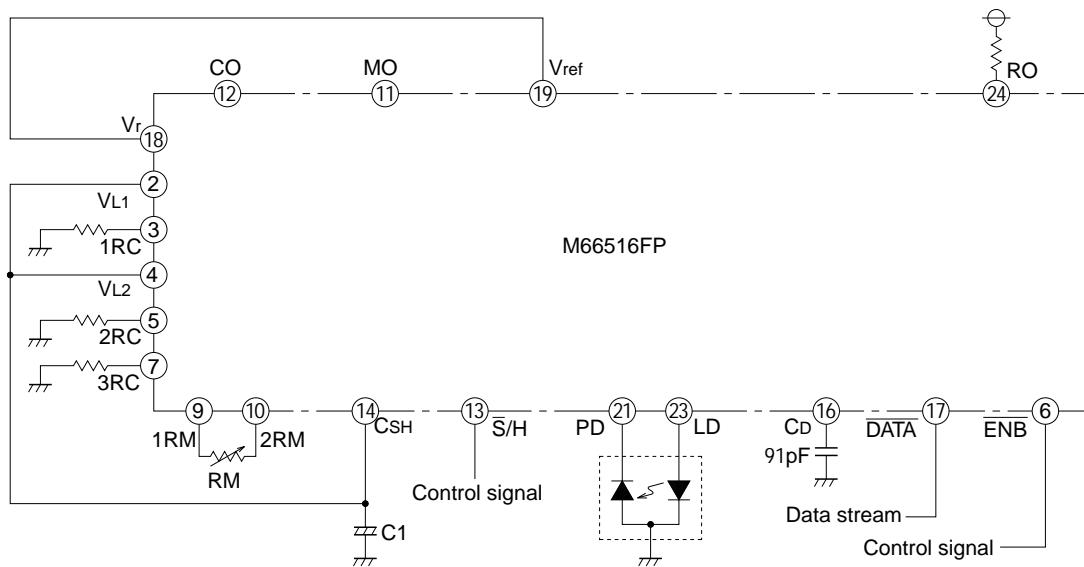 CO
MO
Vref
RO
12
11
19
24
Vr
18
2
VL1
3
1RC
M66516FP
4
VL2
5
2RC
7
3RC
9
10
14
13
21
23
16
17
6
1RM
2RM
CSH
S̅/H
PD
LD
CD
D̅A̅T̅A̅
E̅N̅B̅
RM
91pF
Control signal
Data stream
C1
Control signal